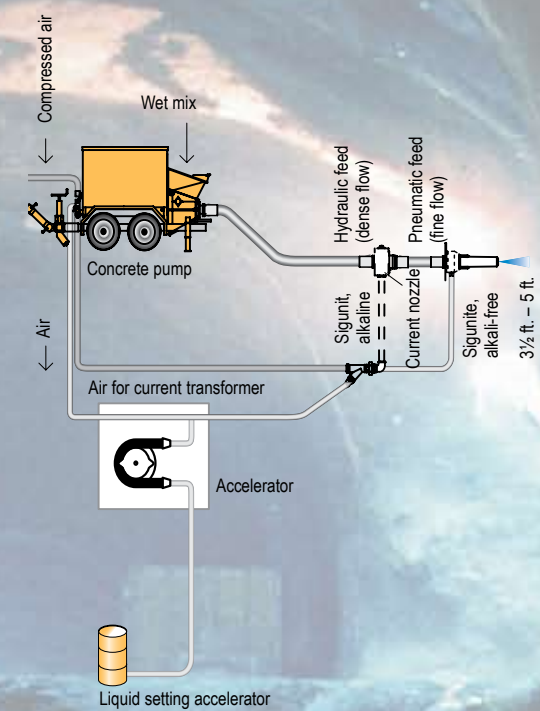 Compressed air
Wet mix
Concrete pump
Air
Air for current transformer
Hydraulic feed
(dense flow)
Pneumatic feed
(fine flow)
Sigunit,
alkaline
Current nozzle
Sigunite,
alkali-free
3½ ft. – 5 ft.
Accelerator
Liquid setting accelerator